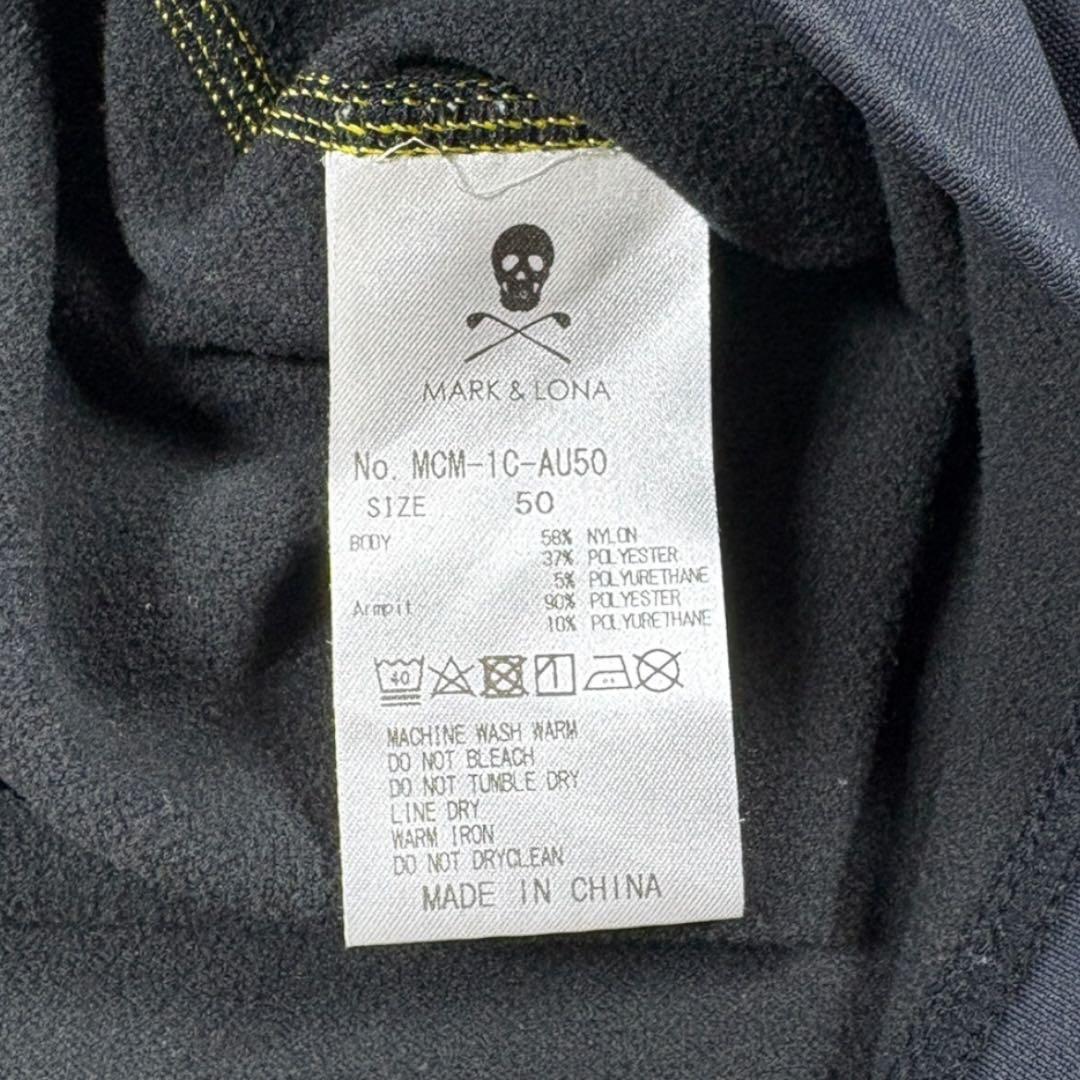 MARK & LONA
No. MCM-1C-AU50
SIZE 50
BODY 58% NYLON
37% POLYESTER
5% POLYURETHANE
Armpit 90% POLYESTER
10% POLYURETHANE
40
MACHINE WASH WARM
DO NOT BLEACH
DO NOT TUMBLE DRY
LINE DRY
WARM IRON
DO NOT DRYCLEAN
MADE IN CHINA